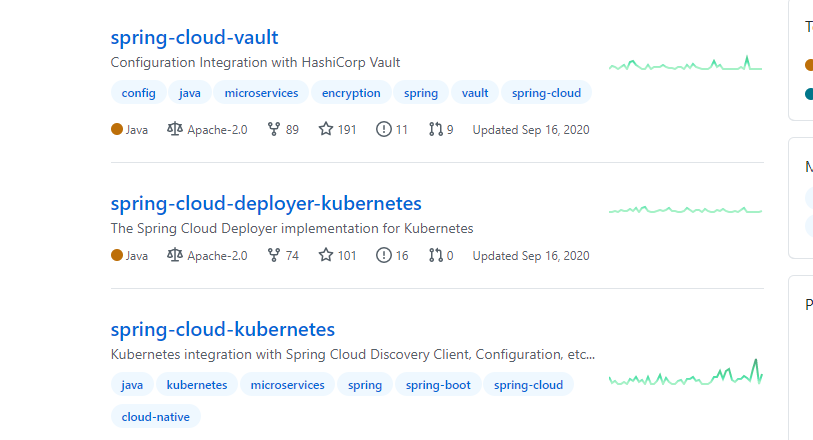 spring-cloud-vault
Configuration Integration with HashiCorp Vault
config java microservices encryption spring vault spring-cloud
Java Apache-2.0 89 191 11 9 Updated Sep 16, 2020
spring-cloud-deployer-kubernetes
The Spring Cloud Deployer implementation for Kubernetes
Java Apache-2.0 74 101 16 0 Updated Sep 16, 2020
spring-cloud-kubernetes
Kubernetes integration with Spring Cloud Discovery Client, Configuration, etc...
java kubernetes microservices spring spring-boot spring-cloud
cloud-native